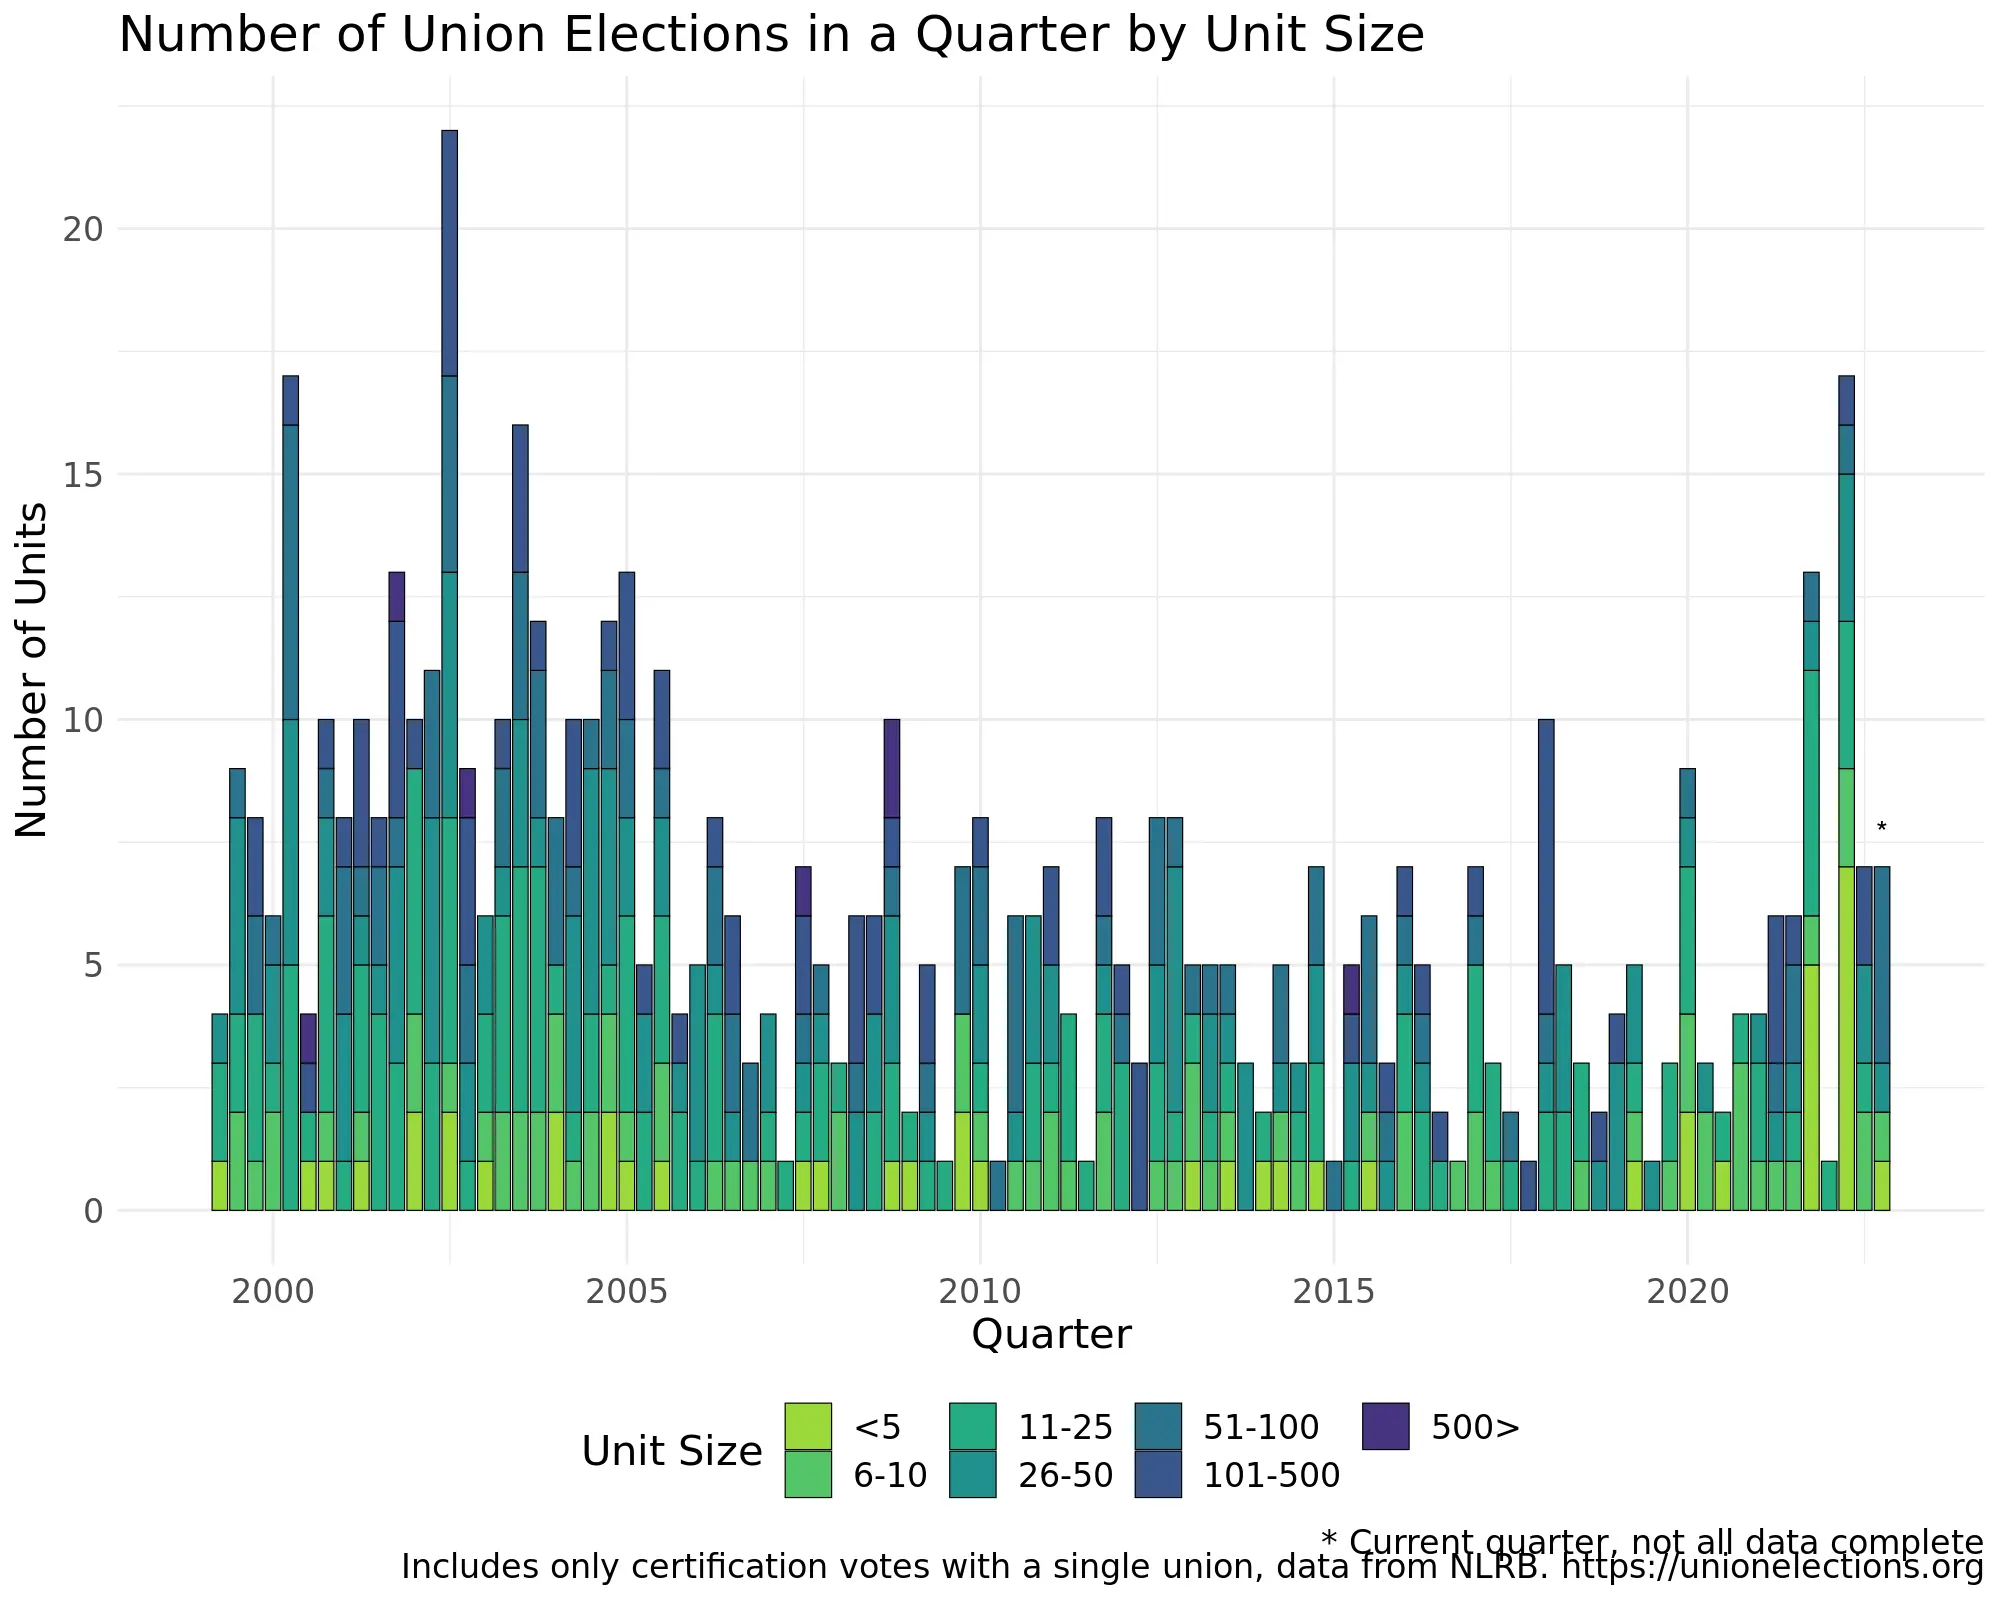 Number of Union Elections in a Quarter by Unit Size
Number of Units
20
15
10
5
0
*
2000 2005 2010 2015 2020
Quarter
Unit Size
<5 11-25 51-100 500>
6-10 26-50 101-500
* Current quarter, not all data complete
Includes only certification votes with a single union, data from NLRB. https://unionelections.org